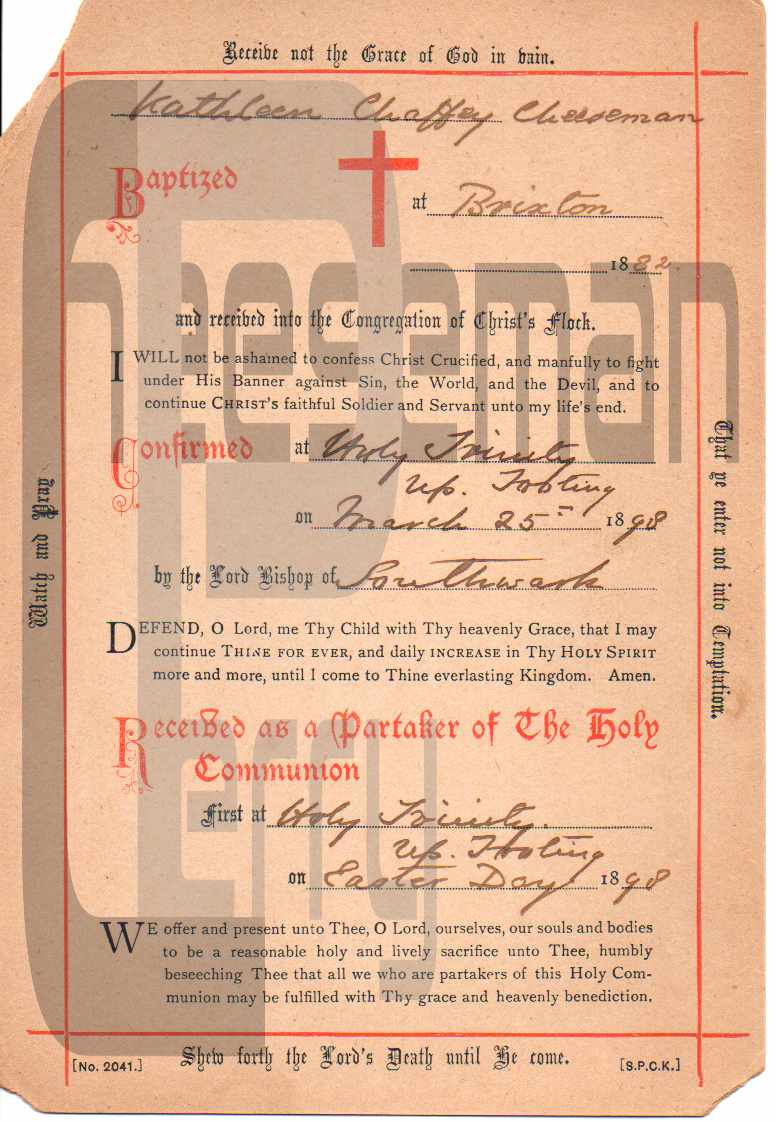 Receive not the Grace of God in vain.
Kathleen Chaffey Cheeseman
Baptized
at Brixton
1882
and received into the Congregation of Christ's Flock.
I WILL not be ashamed to confess Christ Crucified, and manfully to fight
under His Banner against Sin, the World, and the Devil, and to
continue CHRIST'S faithful Soldier and Servant unto my life's end.
Confirmed at Holy Trinity
Up. Tooting
on March 25th 1898
by the Lord Bishop of Southwark
DEFEND, O Lord, me Thy Child with Thy heavenly Grace, that I may
continue THINE FOR EVER, and daily INCREASE in Thy HOLY SPIRIT
more and more, until I come to Thine everlasting Kingdom. Amen.
Received as a Partaker of The Holy
Communion
First at Holy Trinity.
Up. Tooting
on Easter Day 1898
WE offer and present unto Thee, O Lord, ourselves, our souls and bodies
to be a reasonable holy and lively sacrifice unto Thee, humbly
beseeching Thee that all we who are partakers of this Holy Com-
munion may be fulfilled with Thy grace and heavenly benediction.
[No. 2041.] Shew forth the Lord's Death until He come. [S.P.C.K.]
Watch and Pray
That ye enter not into Temptation.
Cheeseman
Perry